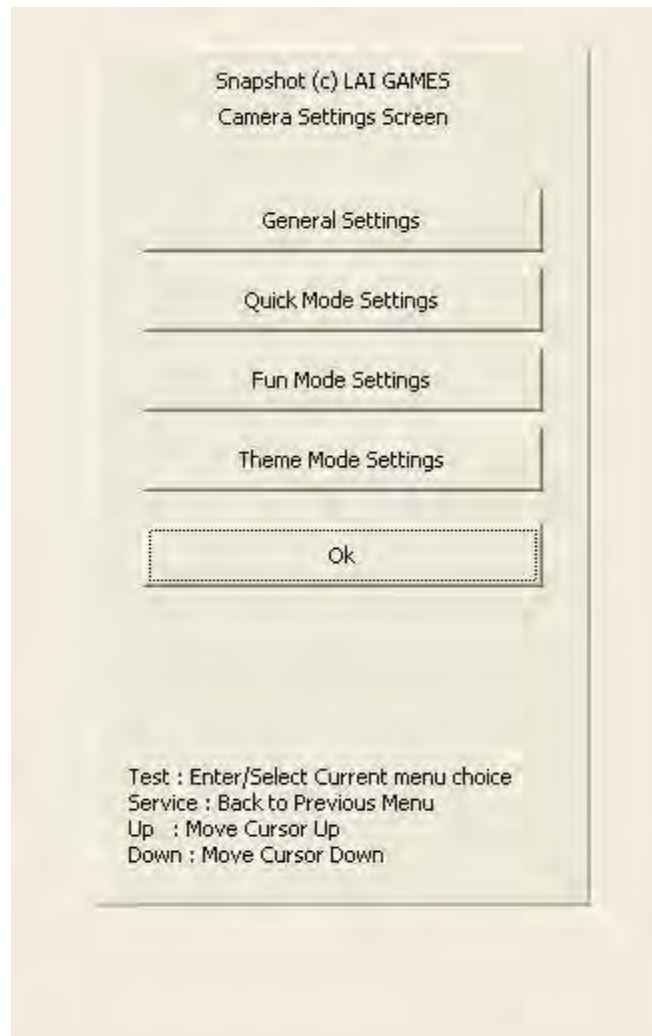 Snapshot (c) LAI GAMES
Camera Settings Screen
General Settings
Quick Mode Settings
Fun Mode Settings
Theme Mode Settings
Ok
Test : Enter/Select Current menu choice
Service : Back to Previous Menu
Up : Move Cursor Up
Down : Move Cursor Down